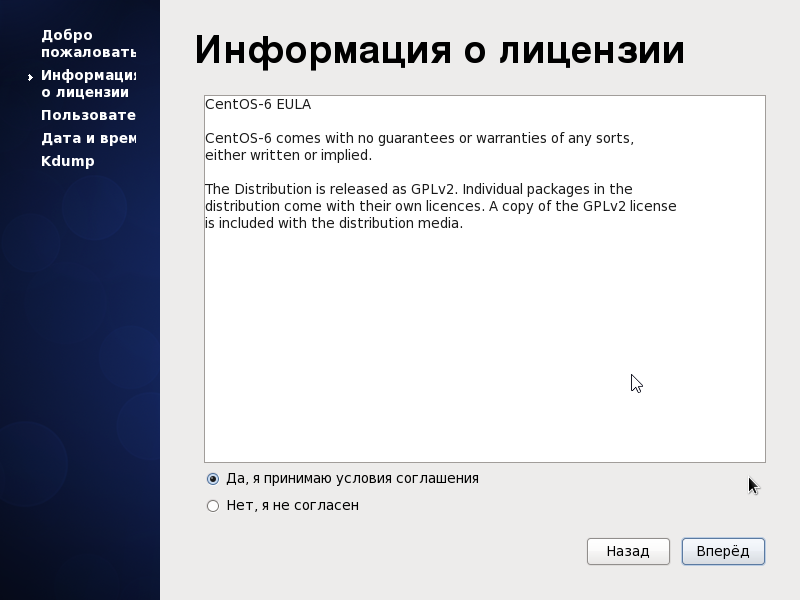 Добро
пожаловать
Информация
о лицензии
Пользовате
Дата и врем
Kdump
Информация о лицензии
CentOS-6 EULA
CentOS-6 comes with no guarantees or warranties of any sorts,
either written or implied.
The Distribution is released as GPLv2. Individual packages in the
distribution come with their own licences. A copy of the GPLv2 license
is included with the distribution media.
Да, я принимаю условия соглашения
Нет, я не согласен
Назад
Вперёд